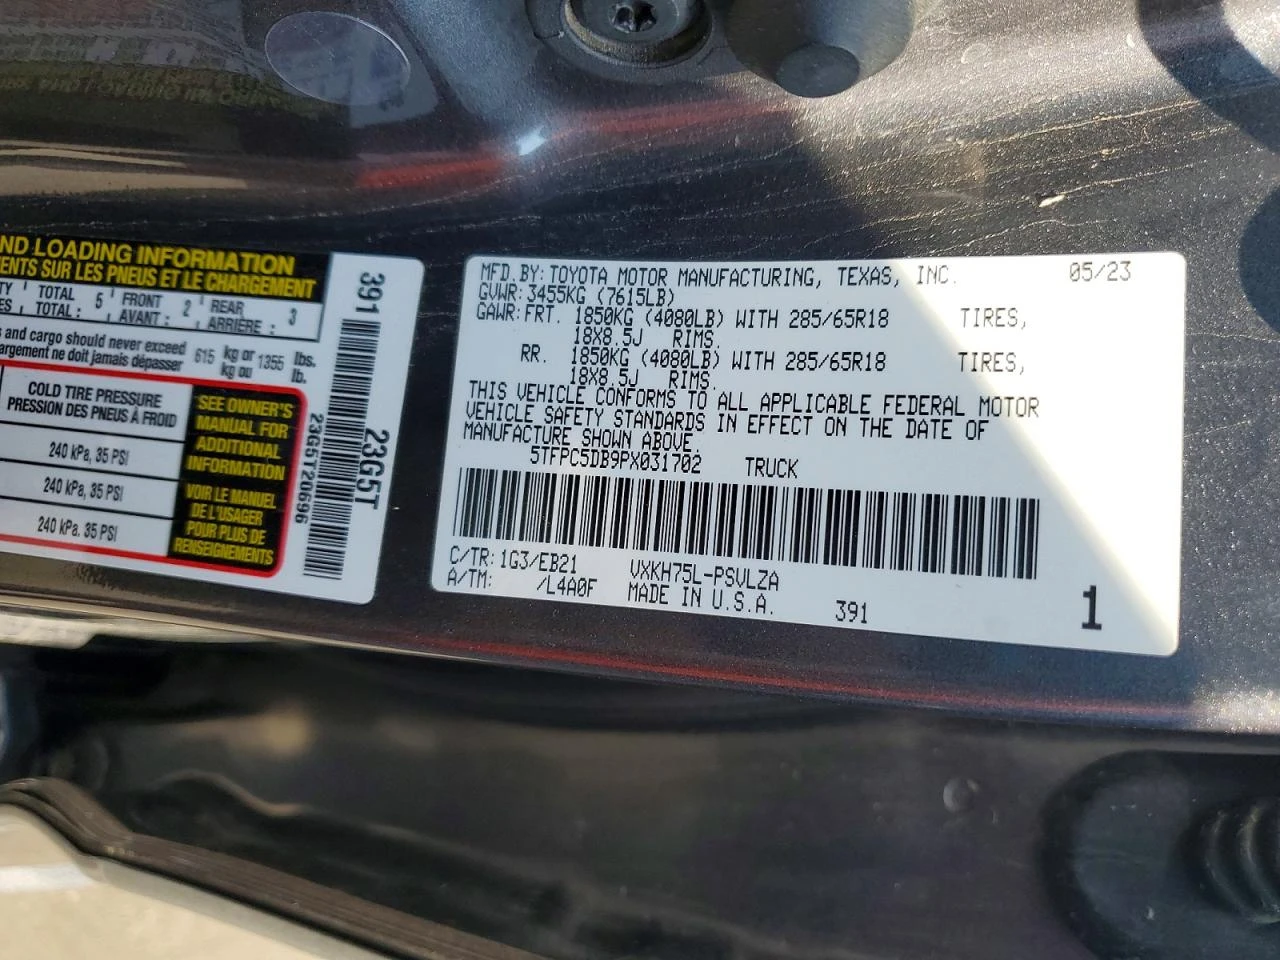 ND LOADING INFORMATION
ENTS SUR LES PNEUS ET LE CHARGEMENT
TOTAL 5 FRONT 2 REAR 3
TOTAL : AVANT : ARRIÈRE :
and cargo should never exceed 615 kg or 1355 lbs.
argement ne doit jamais dépasser kg ou lb.
COLD TIRE PRESSURE
PRESSION DES PNEUS À FROID
240 kPa, 35 PSI
240 kPa, 35 PSI
240 kPa, 35 PSI
SEE OWNER'S
MANUAL FOR
ADDITIONAL
INFORMATION
VOIR LE MANUEL
DE L'USAGER
POUR PLUS DE
RENSEIGNEMENTS
391
23G5T
23G5T20696
MFD.BY: TOYOTA MOTOR MANUFACTURING, TEXAS, INC. 05/23
GVWR: 3455KG (7615LB)
GAWR: FRT. 1850KG (4080LB) WITH 285/65R18 TIRES,
18X8.5J RIMS.
RR. 1850KG (4080LB) WITH 285/65R18 TIRES,
18X8.5J RIMS.
THIS VEHICLE CONFORMS TO ALL APPLICABLE FEDERAL MOTOR
VEHICLE SAFETY STANDARDS IN EFFECT ON THE DATE OF
MANUFACTURE SHOWN ABOVE.
5TFPC5DB9PX031702 TRUCK
C/TR: 1G3/EB21 VXKH75L-PSVLZA
A/TM: /L4A0F MADE IN U.S.A. 391 1